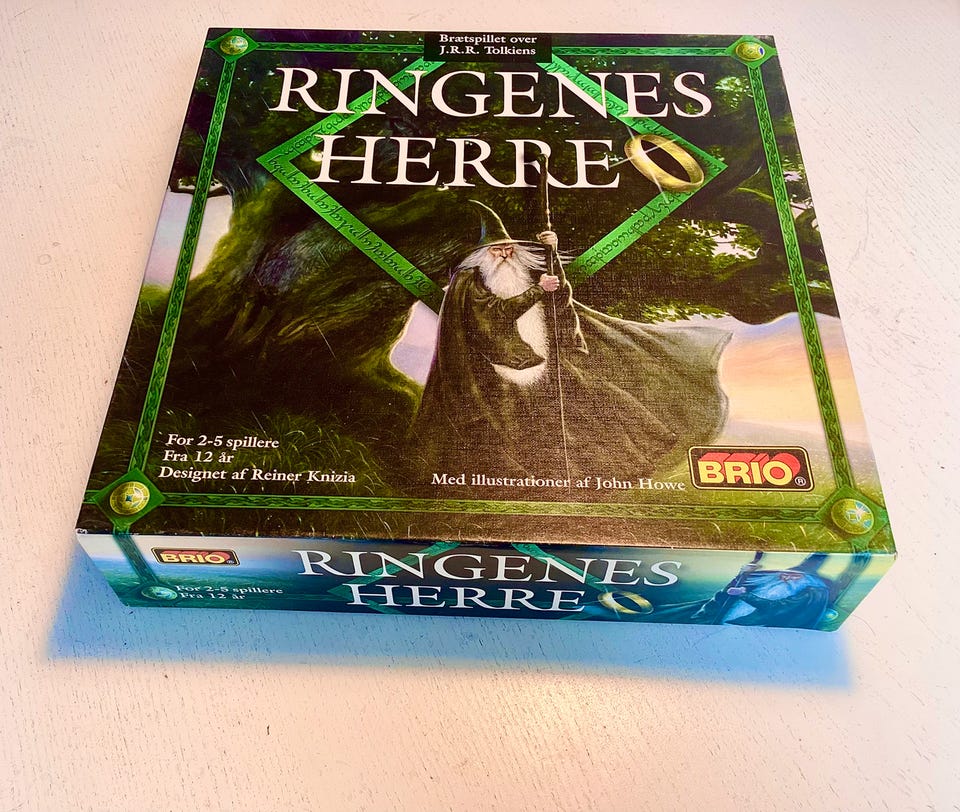 Brætspillet over
J.R.R. Tolkiens
RINGENES
HERRE
For 2-5 spillere
Fra 12 år
Designet af Reiner Knizia
Med illustrationer af John Howe
BRIO®
BRIO®
RINGENES
HERRE
For 2-5 spillere
Fra 12 år